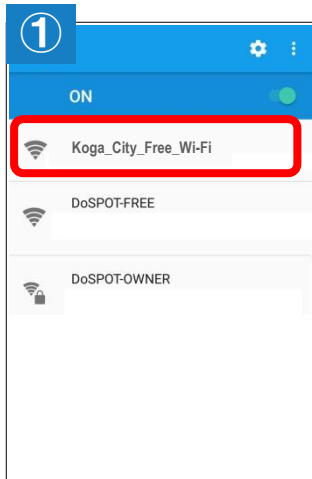 ①
ON
Koga_City_Free_Wi-Fi
DoSPOT-FREE
DoSPOT-OWNER